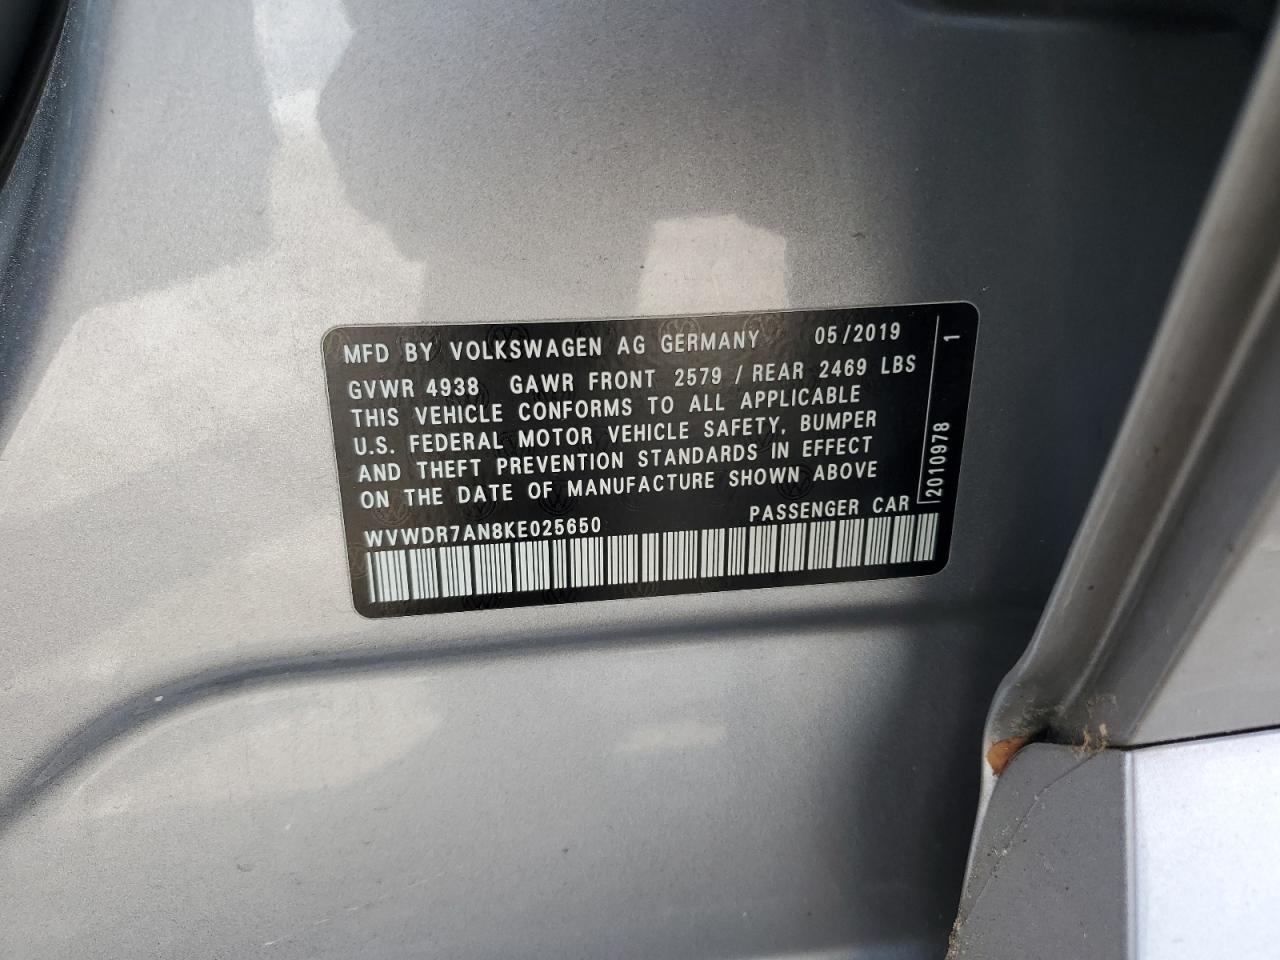 MFD BY VOLKSWAGEN AG GERMANY 05/2019
GVWR 4938 GAWR FRONT 2579 / REAR 2469 LBS
THIS VEHICLE CONFORMS TO ALL APPLICABLE
U.S. FEDERAL MOTOR VEHICLE SAFETY, BUMPER
AND THEFT PREVENTION STANDARDS IN EFFECT
ON THE DATE OF MANUFACTURE SHOWN ABOVE
WVWDR7AN8KE025650 PASSENGER CAR
2010978 1